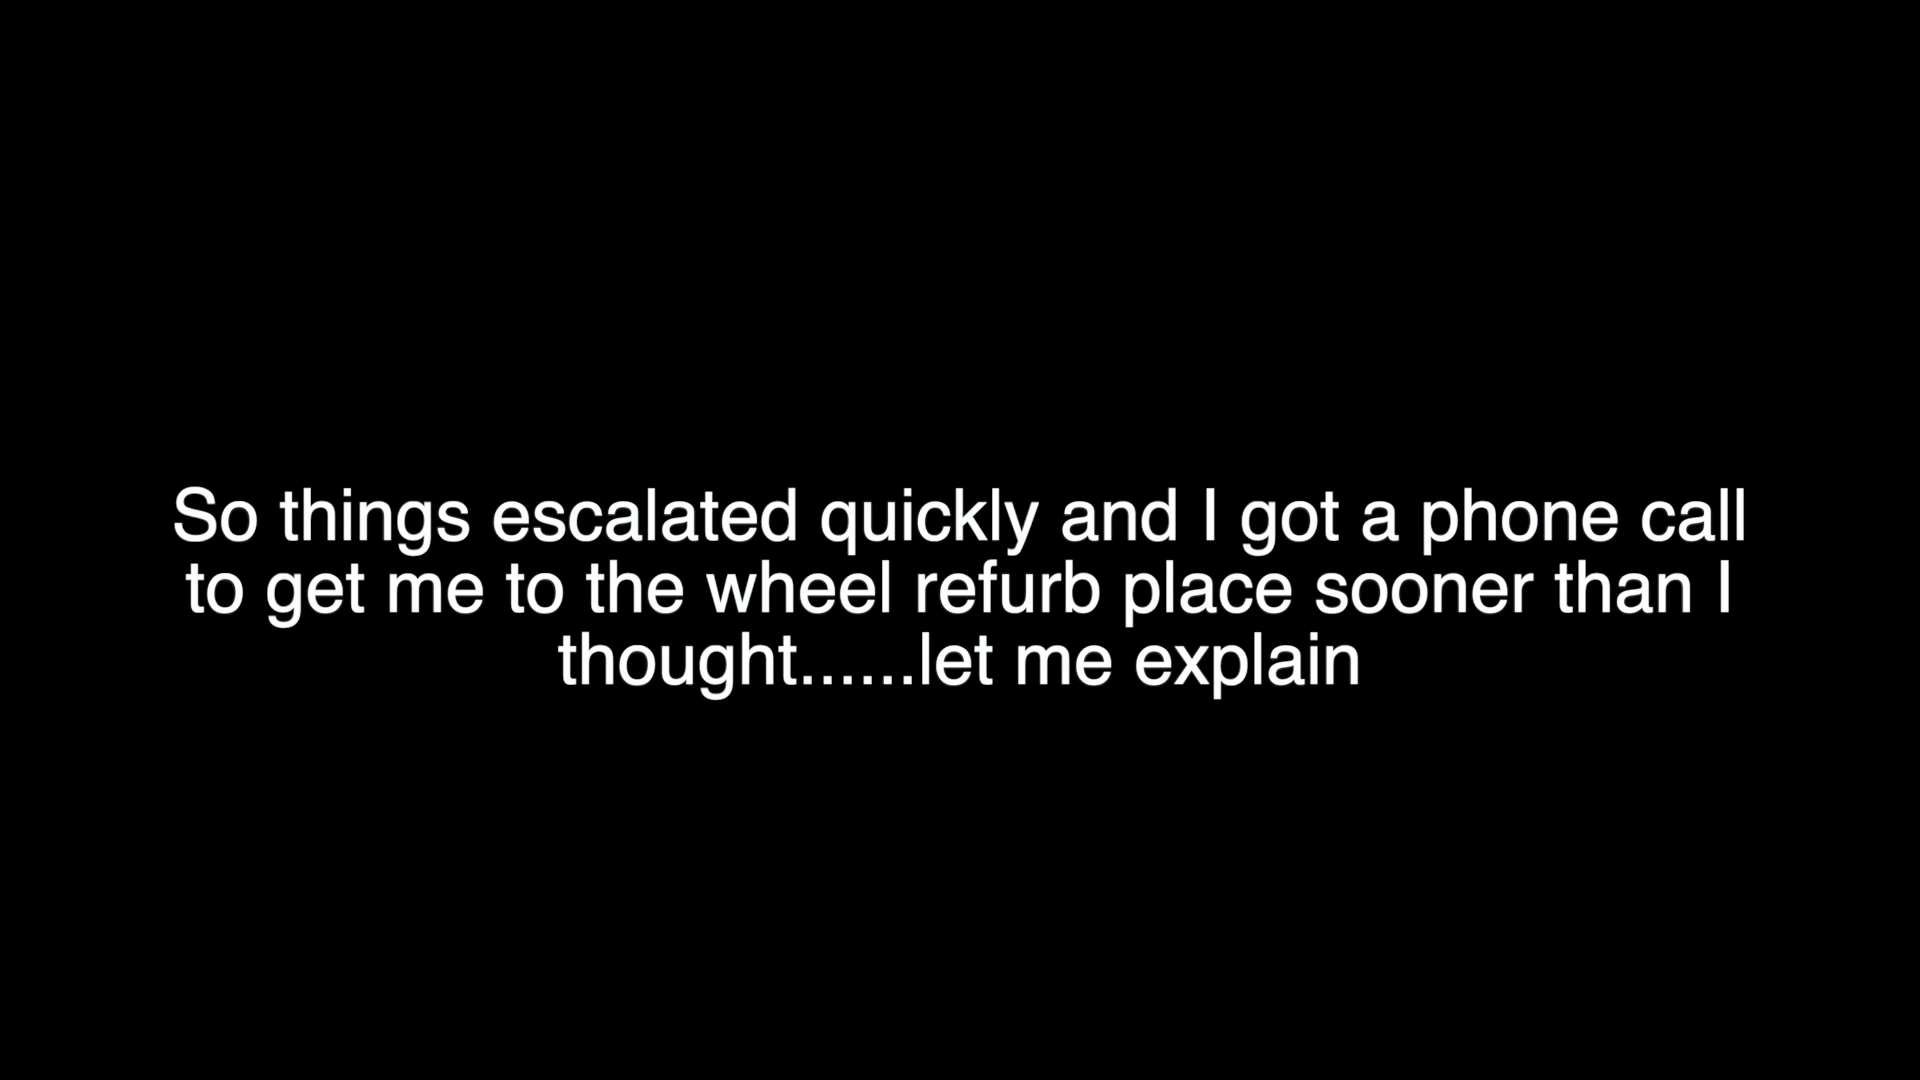 So things escalated quickly and I got a phone call
to get me to the wheel refurb place sooner than I
thought......let me explain